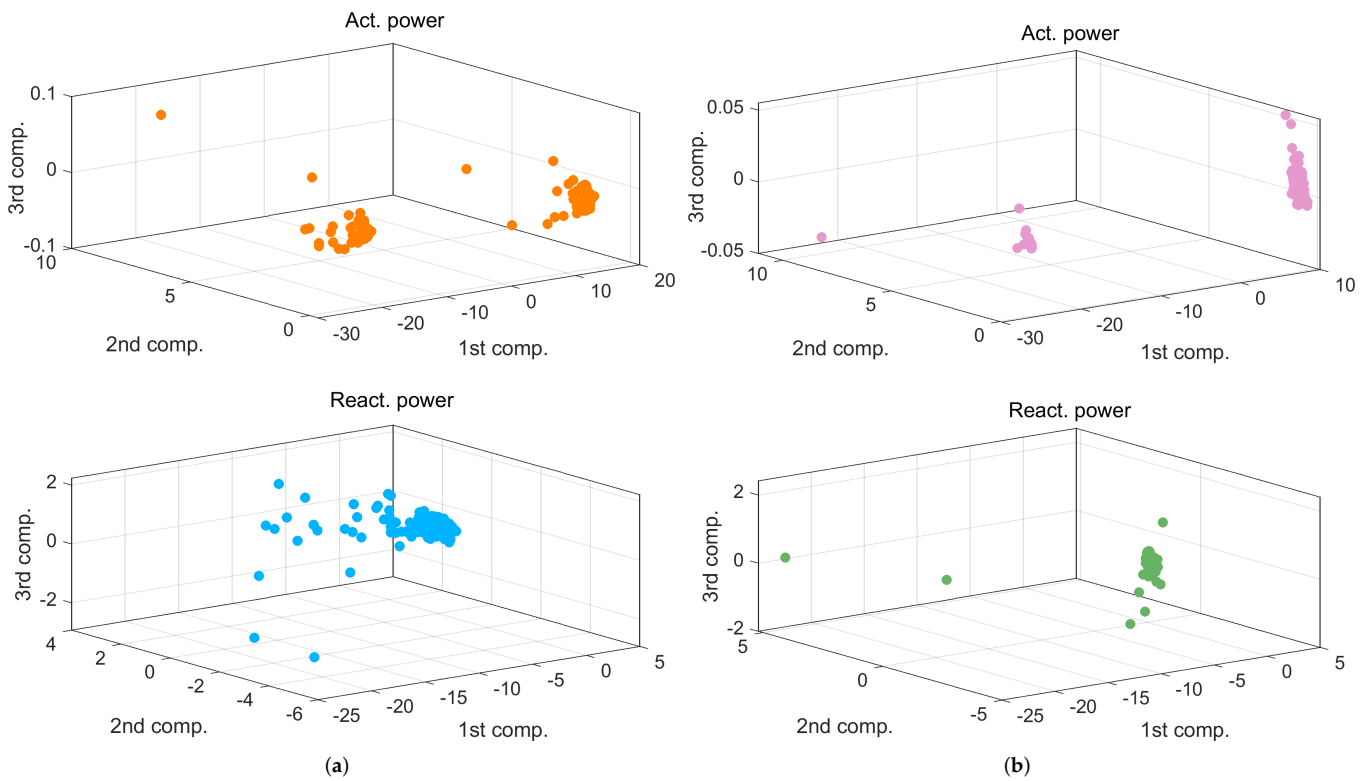 Act. power
0.1
0
-0.1
3rd comp.
10
5
0
2nd comp.
-30
-20
-10
0
10
20
1st comp.
Act. power
0.05
0
-0.05
3rd comp.
10
5
0
2nd comp.
-30
-20
-10
0
10
1st comp.
React. power
2
0
-2
3rd comp.
4
2
0
-2
-4
-6
2nd comp.
-25
-20
-15
-10
-5
0
5
1st comp.
(a)
React. power
2
0
-2
3rd comp.
5
0
-5
2nd comp.
-25
-20
-15
-10
-5
0
5
1st comp.
(b)